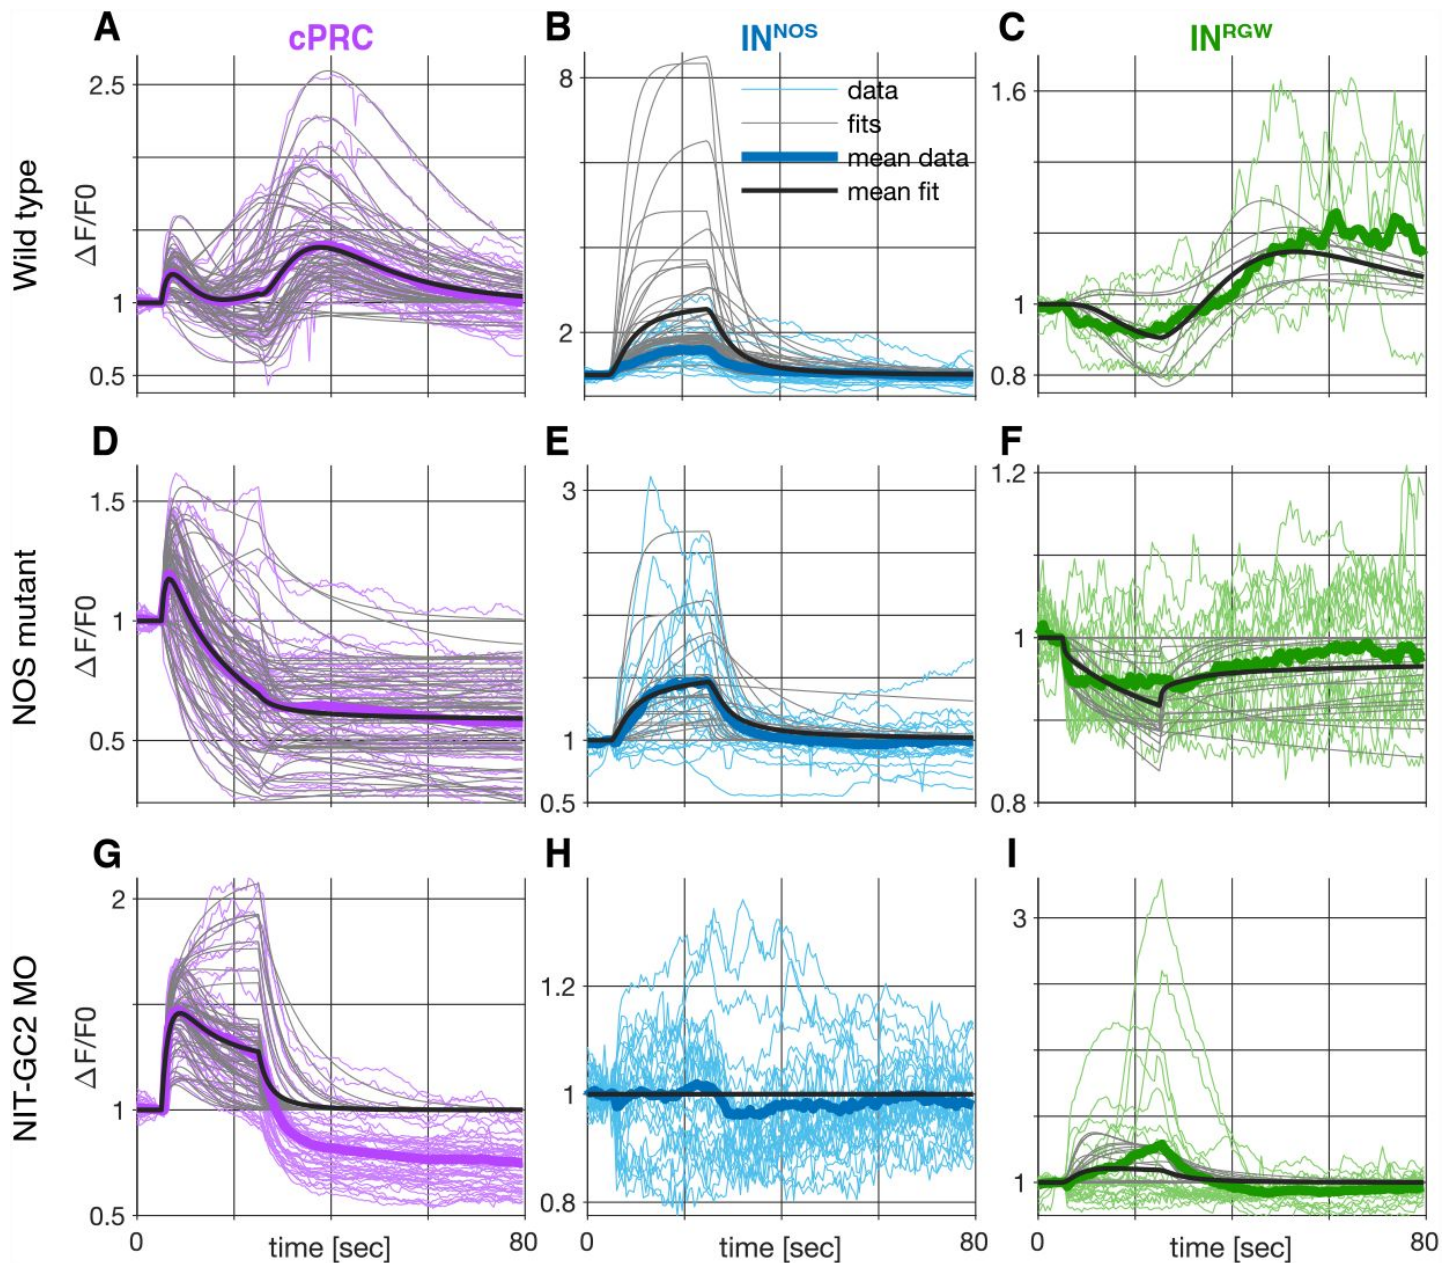 A
cPRC
B
IN^NOS
C
IN^RGW
Wild type
ΔF/F0
2.5
1
0.5
8
2
data
fits
mean data
mean fit
1.6
1
0.8
D
E
F
NOS mutant
ΔF/F0
1.5
1
0.5
3
1
0.5
1.2
1
0.8
G
H
I
NIT-GC2 MO
ΔF/F0
2
1
0.5
1.2
1
0.8
3
1
0
time [sec]
80
0
time [sec]
80
0
time [sec]
80